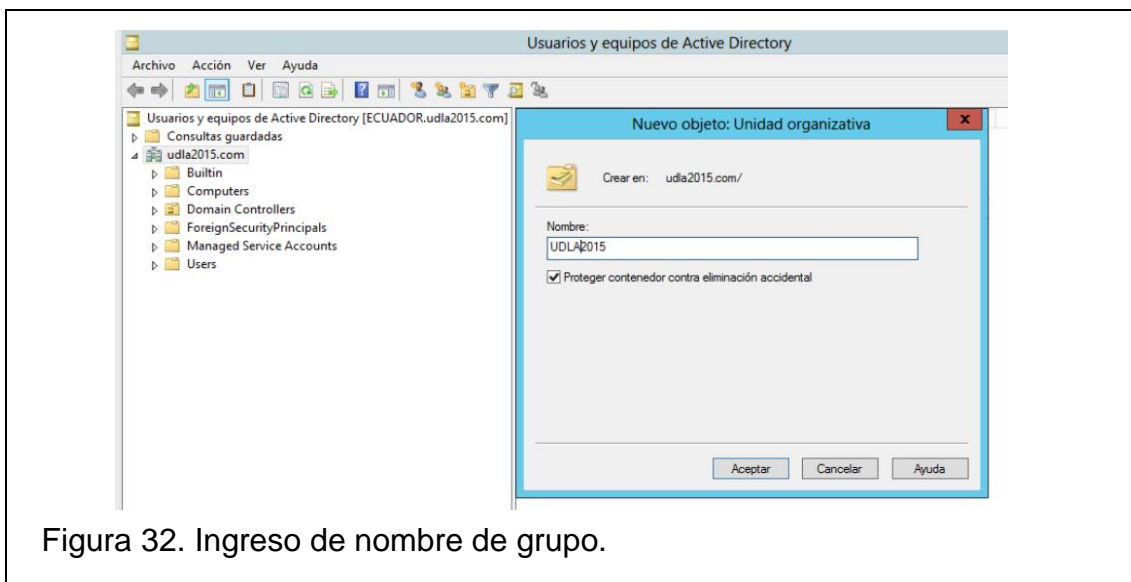 Usuarios y equipos de Active Directory
Archivo Acción Ver Ayuda
Usuarios y equipos de Active Directory [ECUADOR.udla2015.com]
Consultas guardadas
udla2015.com
Builtin
Computers
Domain Controllers
ForeignSecurityPrincipals
Managed Service Accounts
Users
Nuevo objeto: Unidad organizativa
x
Crear en: udla2015.com/
Nombre:
UDLA2015
Proteger contenedor contra eliminación accidental
Aceptar Cancelar Ayuda
Figura 32. Ingreso de nombre de grupo.